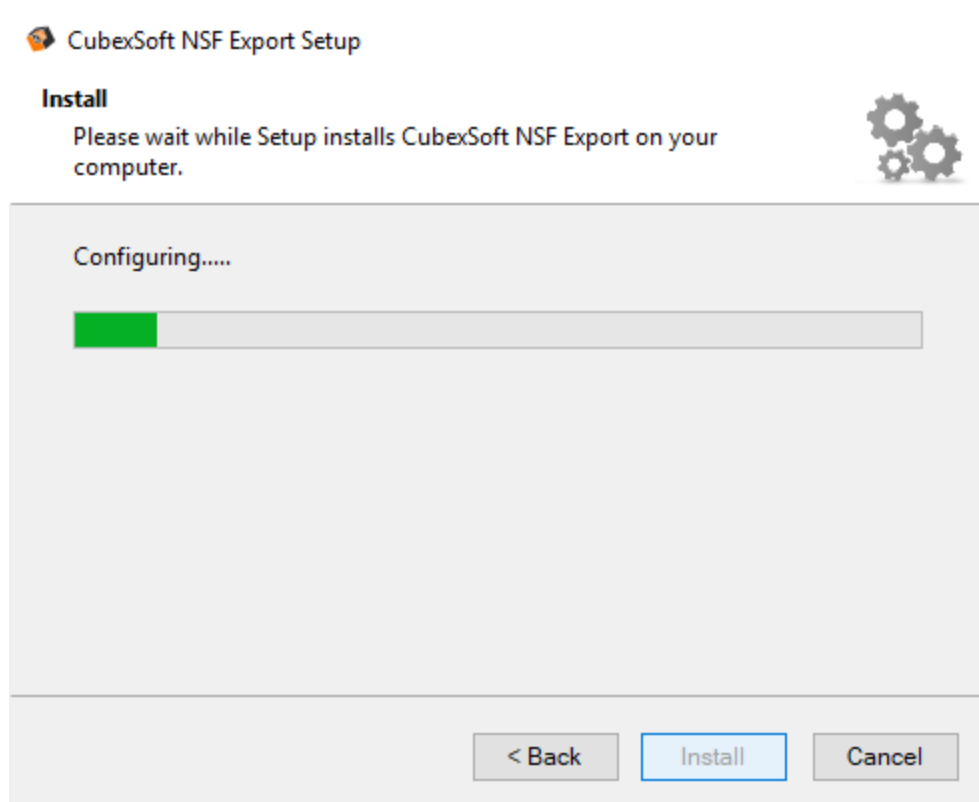 CubexSoft NSF Export Setup
Install
Please wait while Setup installs CubexSoft NSF Export on your
computer.
Configuring.....
< Back
Install
Cancel